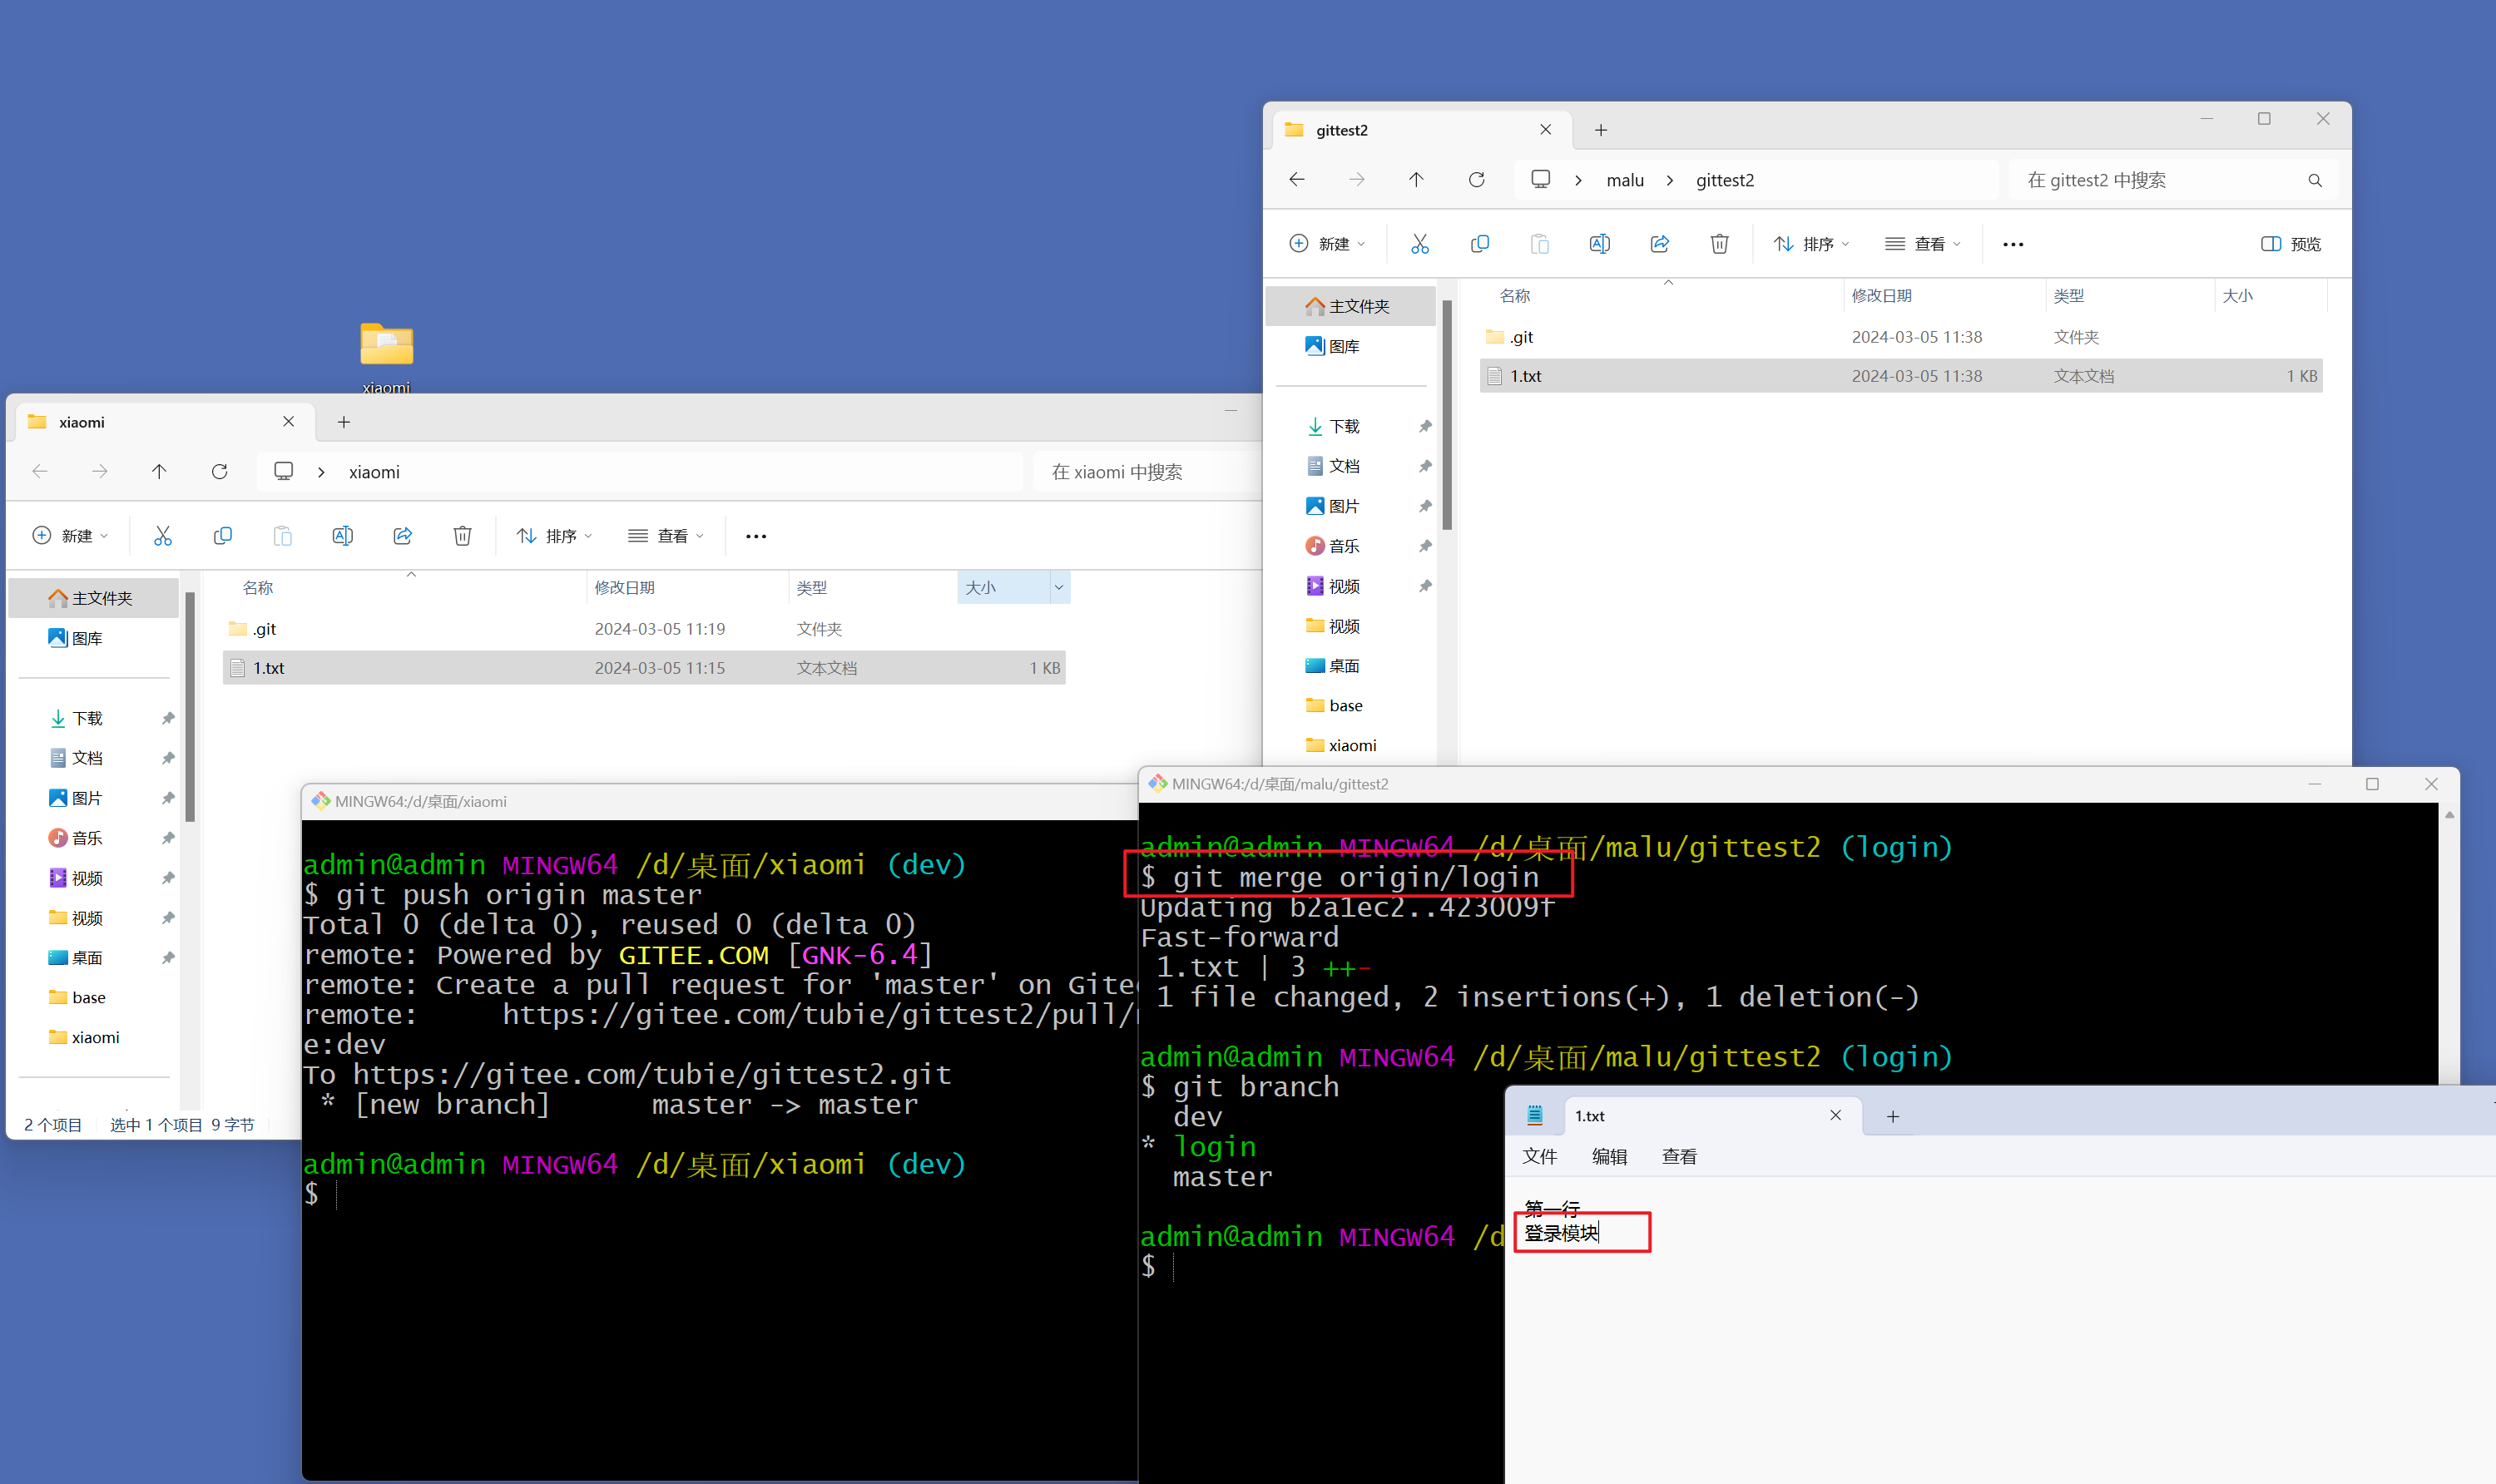 xiaomi
xiaomi
xiaomi
在 xiaomi 中搜索
新建
排序
查看
名称
修改日期
类型
大小
.git
2024-03-05 11:19
文件夹
1.txt
2024-03-05 11:15
文本文档
1 KB
主文件夹
图库
下载
文档
图片
音乐
视频
视频
桌面
base
xiaomi
2 个项目
选中 1 个项目 9 字节
gittest2
malu
gittest2
在 gittest2 中搜索
新建
排序
查看
预览
名称
修改日期
类型
大小
.git
2024-03-05 11:38
文件夹
1.txt
2024-03-05 11:38
文本文档
1 KB
主文件夹
图库
下载
文档
图片
音乐
视频
视频
桌面
base
xiaomi
MINGW64:/d/桌面/xiaomi
admin@admin MINGW64 /d/桌面/xiaomi (dev)
$ git push origin master
Total 0 (delta 0), reused 0 (delta 0)
remote: Powered by GITEE.COM [GNK-6.4]
remote: Create a pull request for 'master' on
remote:     https://gitee.com/tubie/gittest2/pull/
e:dev
To https://gitee.com/tubie/gittest2.git
 * [new branch]      master -> master
admin@admin MINGW64 /d/桌面/xiaomi (dev)
$
MINGW64:/d/桌面/malu/gittest2
admin@admin MINGW64 /d/桌面/malu/gittest2 (login)
$ git merge origin/login
Updating b2a1ec2..423009f
Fast-forward
 1.txt | 3 ++-
 1 file changed, 2 insertions(+), 1 deletion(-)
admin@admin MINGW64 /d/桌面/malu/gittest2 (login)
$ git branch
  dev
* login
  master
admin@admin MINGW64 /d
$
1.txt
文件
编辑
查看
第一行
登录模块